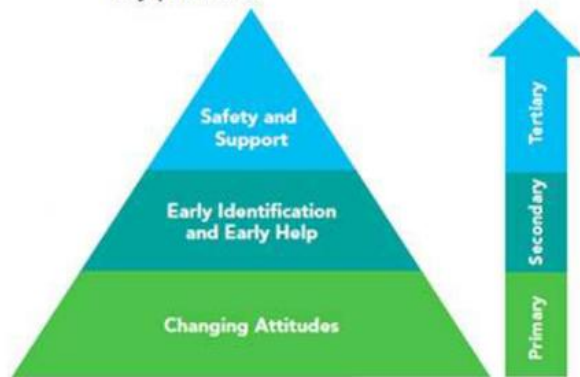 Safety and
Support
Early Identification
and Early Help
Changing Attitudes
Tertiary
Secondary
Primary